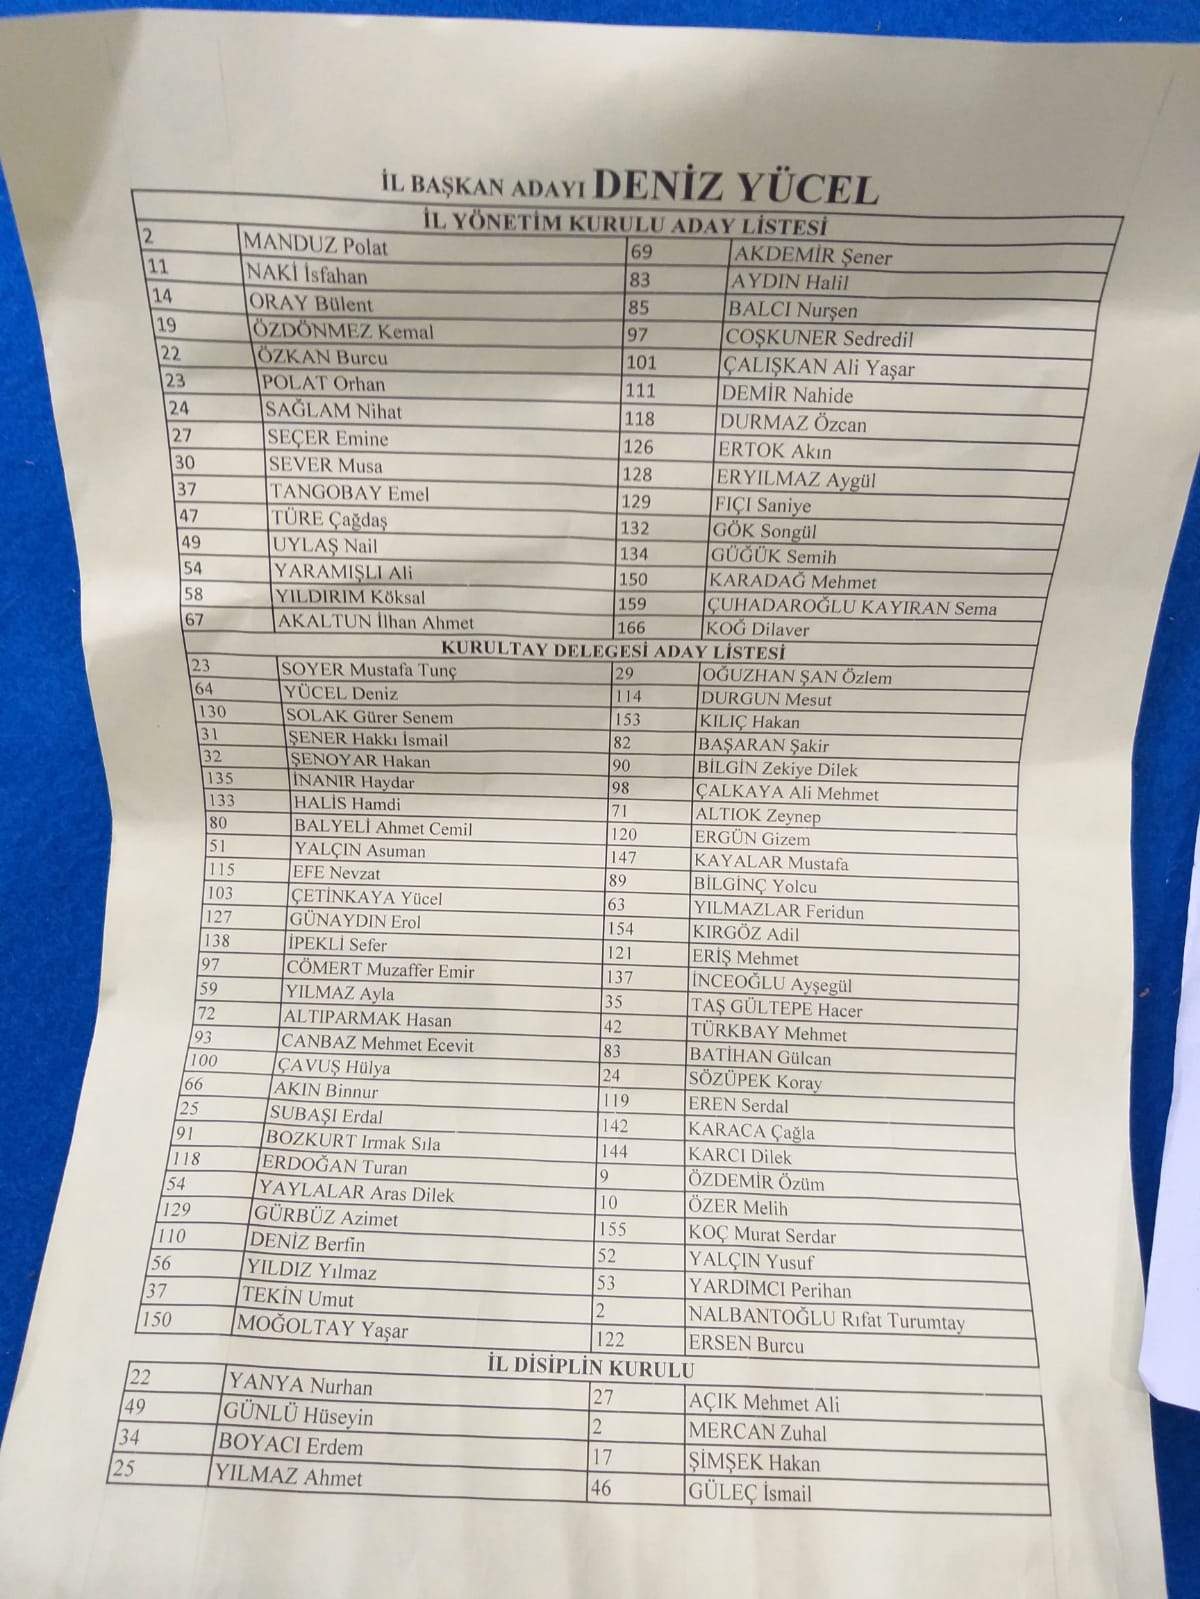 İL BAŞKAN ADAYI DENİZ YÜCEL
İL YÖNETİM KURULU ADAY LİSTESİ
2 MANDUZ Polat 69 AKDEMİR Şener
11 NAKİ İsfahan 83 AYDIN Halil
14 ORAY Bülent 85 BALCI Nurşen
19 ÖZDÖNMEZ Kemal 97 COŞKUNER Sedredil
22 ÖZKAN Burcu 101 ÇALIŞKAN Ali Yaşar
23 POLAT Orhan 111 DEMİR Nahide
24 SAĞLAM Nihat 118 DURMAZ Özcan
27 SEÇER Emine 126 ERTOK Akın
30 SEVER Musa 128 ERYILMAZ Aygül
37 TANGOBAY Emel 129 FIÇI Saniye
47 TÜRE Çağdaş 132 GÖK Songül
49 UYLAŞ Nail 134 GÜĞÜK Semih
54 YARAMIŞLI Ali 150 KARADAĞ Mehmet
58 YILDIRIM Köksal 159 ÇUHADAROĞLU KAYIRAN Sema
67 AKALTUN İlhan Ahmet 166 KOĞ Dilaver
KURULTAY DELEGESİ ADAY LİSTESİ
23 SOYER Mustafa Tunç 29 OĞUZHAN ŞAN Özlem
64 YÜCEL Deniz 114 DURGUN Mesut
130 SOLAK Gürer Senem 153 KILIÇ Hakan
31 ŞENER Hakkı İsmail 82 BAŞARAN Şakir
32 ŞENOYAR Hakan 90 BİLGİN Zekiye Dilek
135 İNANIR Haydar 98 ÇALKAYA Ali Mehmet
133 HALİS Hamdi 71 ALTIOK Zeynep
80 BALYELİ Ahmet Cemil 120 ERGÜN Gizem
51 YALÇIN Asuman 147 KAYALAR Mustafa
115 EFE Nevzat 89 BİLGİNÇ Yolcu
103 ÇETİNKAYA Yücel 63 YILMAZLAR Feridun
127 GÜNAYDIN Erol 154 KIRGÖZ Adil
138 İPEKLİ Sefer 121 ERİŞ Mehmet
97 CÖMERT Muzaffer Emir 137 İNCEOĞLU Ayşegül
59 YILMAZ Ayla 35 TAŞ GÜLTEPE Hacer
72 ALTIPARMAK Hasan 42 TÜRKBAY Mehmet
93 CANBAZ Mehmet Ecevit 83 BATİHAN Gülcan
100 ÇAVUŞ Hülya 24 SÖZÜPEK Koray
66 AKIN Binnur 119 EREN Serdal
25 SUBAŞI Erdal 142 KARACA Çağla
91 BOZKURT Irmak Sıla 144 KARCI Dilek
118 ERDOĞAN Turan 9 ÖZDEMİR Özüm
54 YAYLALAR Aras Dilek 10 ÖZER Melih
129 GÜRBÜZ Azimet 155 KOÇ Murat Serdar
110 DENİZ Berfin 52 YALÇIN Yusuf
56 YILDIZ Yılmaz 53 YARDIMCI Perihan
37 TEKİN Umut 2 NALBANTOĞLU Rıfat Turumtay
150 MOĞOLTAY Yaşar 122 ERSEN Burcu
İL DİSİPLİN KURULU
22 YANYA Nurhan 27 AÇIK Mehmet Ali
49 GÜNLÜ Hüseyin 2 MERCAN Zuhal
34 BOYACI Erdem 17 ŞİMŞEK Hakan
25 YILMAZ Ahmet 46 GÜLEÇ İsmail